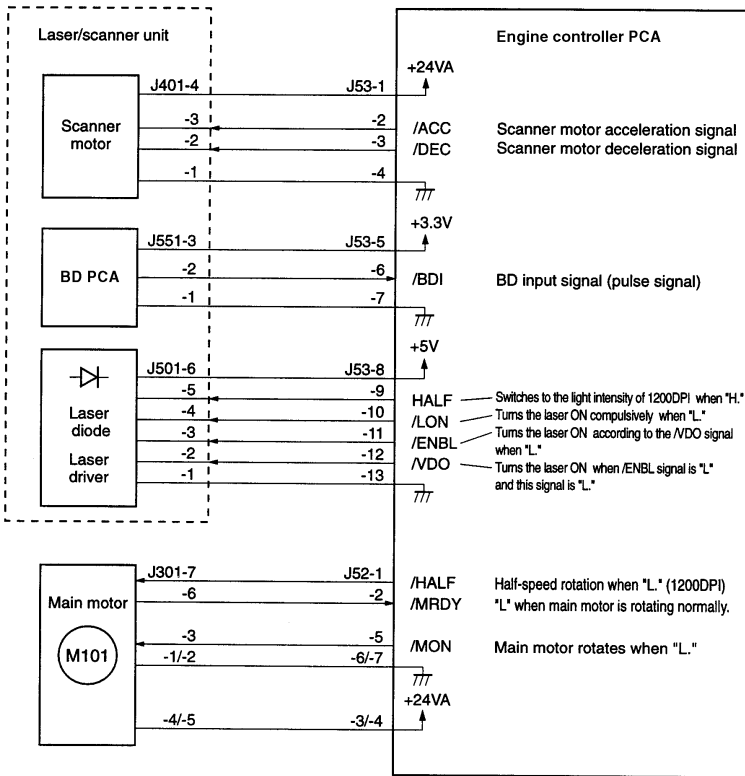 Laser/scanner unit
Engine controller PCA
+24VA
J401-4 J53-1
Scanner motor
-3 -2 /ACC Scanner motor acceleration signal
-2 -3 /DEC Scanner motor deceleration signal
-1 -4
+3.3V
J551-3 J53-5
BD PCA
-2 -6 /BDI BD input signal (pulse signal)
-1 -7
+5V
J501-6 J53-8
-5 -9 HALF Switches to the light intensity of 1200DPI when "H."
Laser diode
-4 -10 /LON Turns the laser ON compulsively when "L."
-3 -11 /ENBL Turns the laser ON according to the /VDO signal
when "L."
Laser driver
-2 -12 /VDO Turns the laser ON when /ENBL signal is "L"
and this signal is "L."
-1 -13
J301-7 J52-1 /HALF Half-speed rotation when "L." (1200DPI)
Main motor
-6 -2 /MRDY "L" when main motor is rotating normally.
-3 -5 /MON Main motor rotates when "L."
M101
-1/-2 -6/-7
+24VA
-4/-5 -3/-4